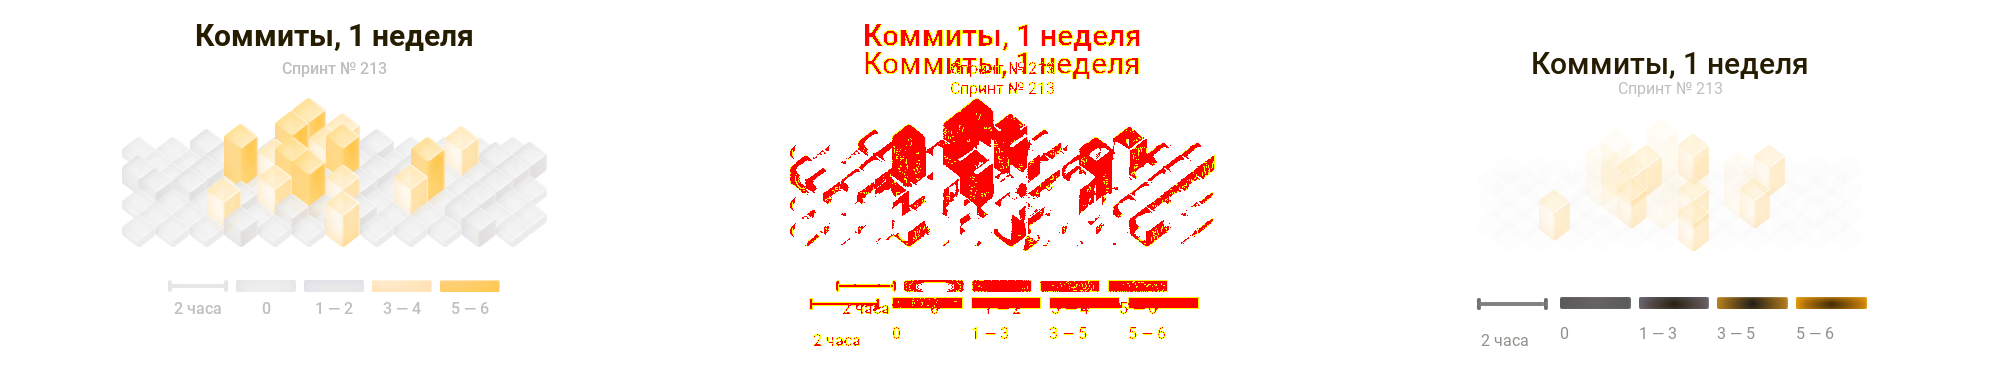 Коммиты, 1 неделя
Спринт № 213
2 часа 0 1 — 2 3 — 4 5 — 6
Коммиты, 1 неделя
Коммиты, 1 неделя
Спринт № 213
Спринт № 213
2 часа 0 1 — 2 3 — 4 5 — 6
0 1 — 3 3 — 5 5 — 6
2 часа
Коммиты, 1 неделя
Спринт № 213
0 1 — 3 3 — 5 5 — 6
2 часа